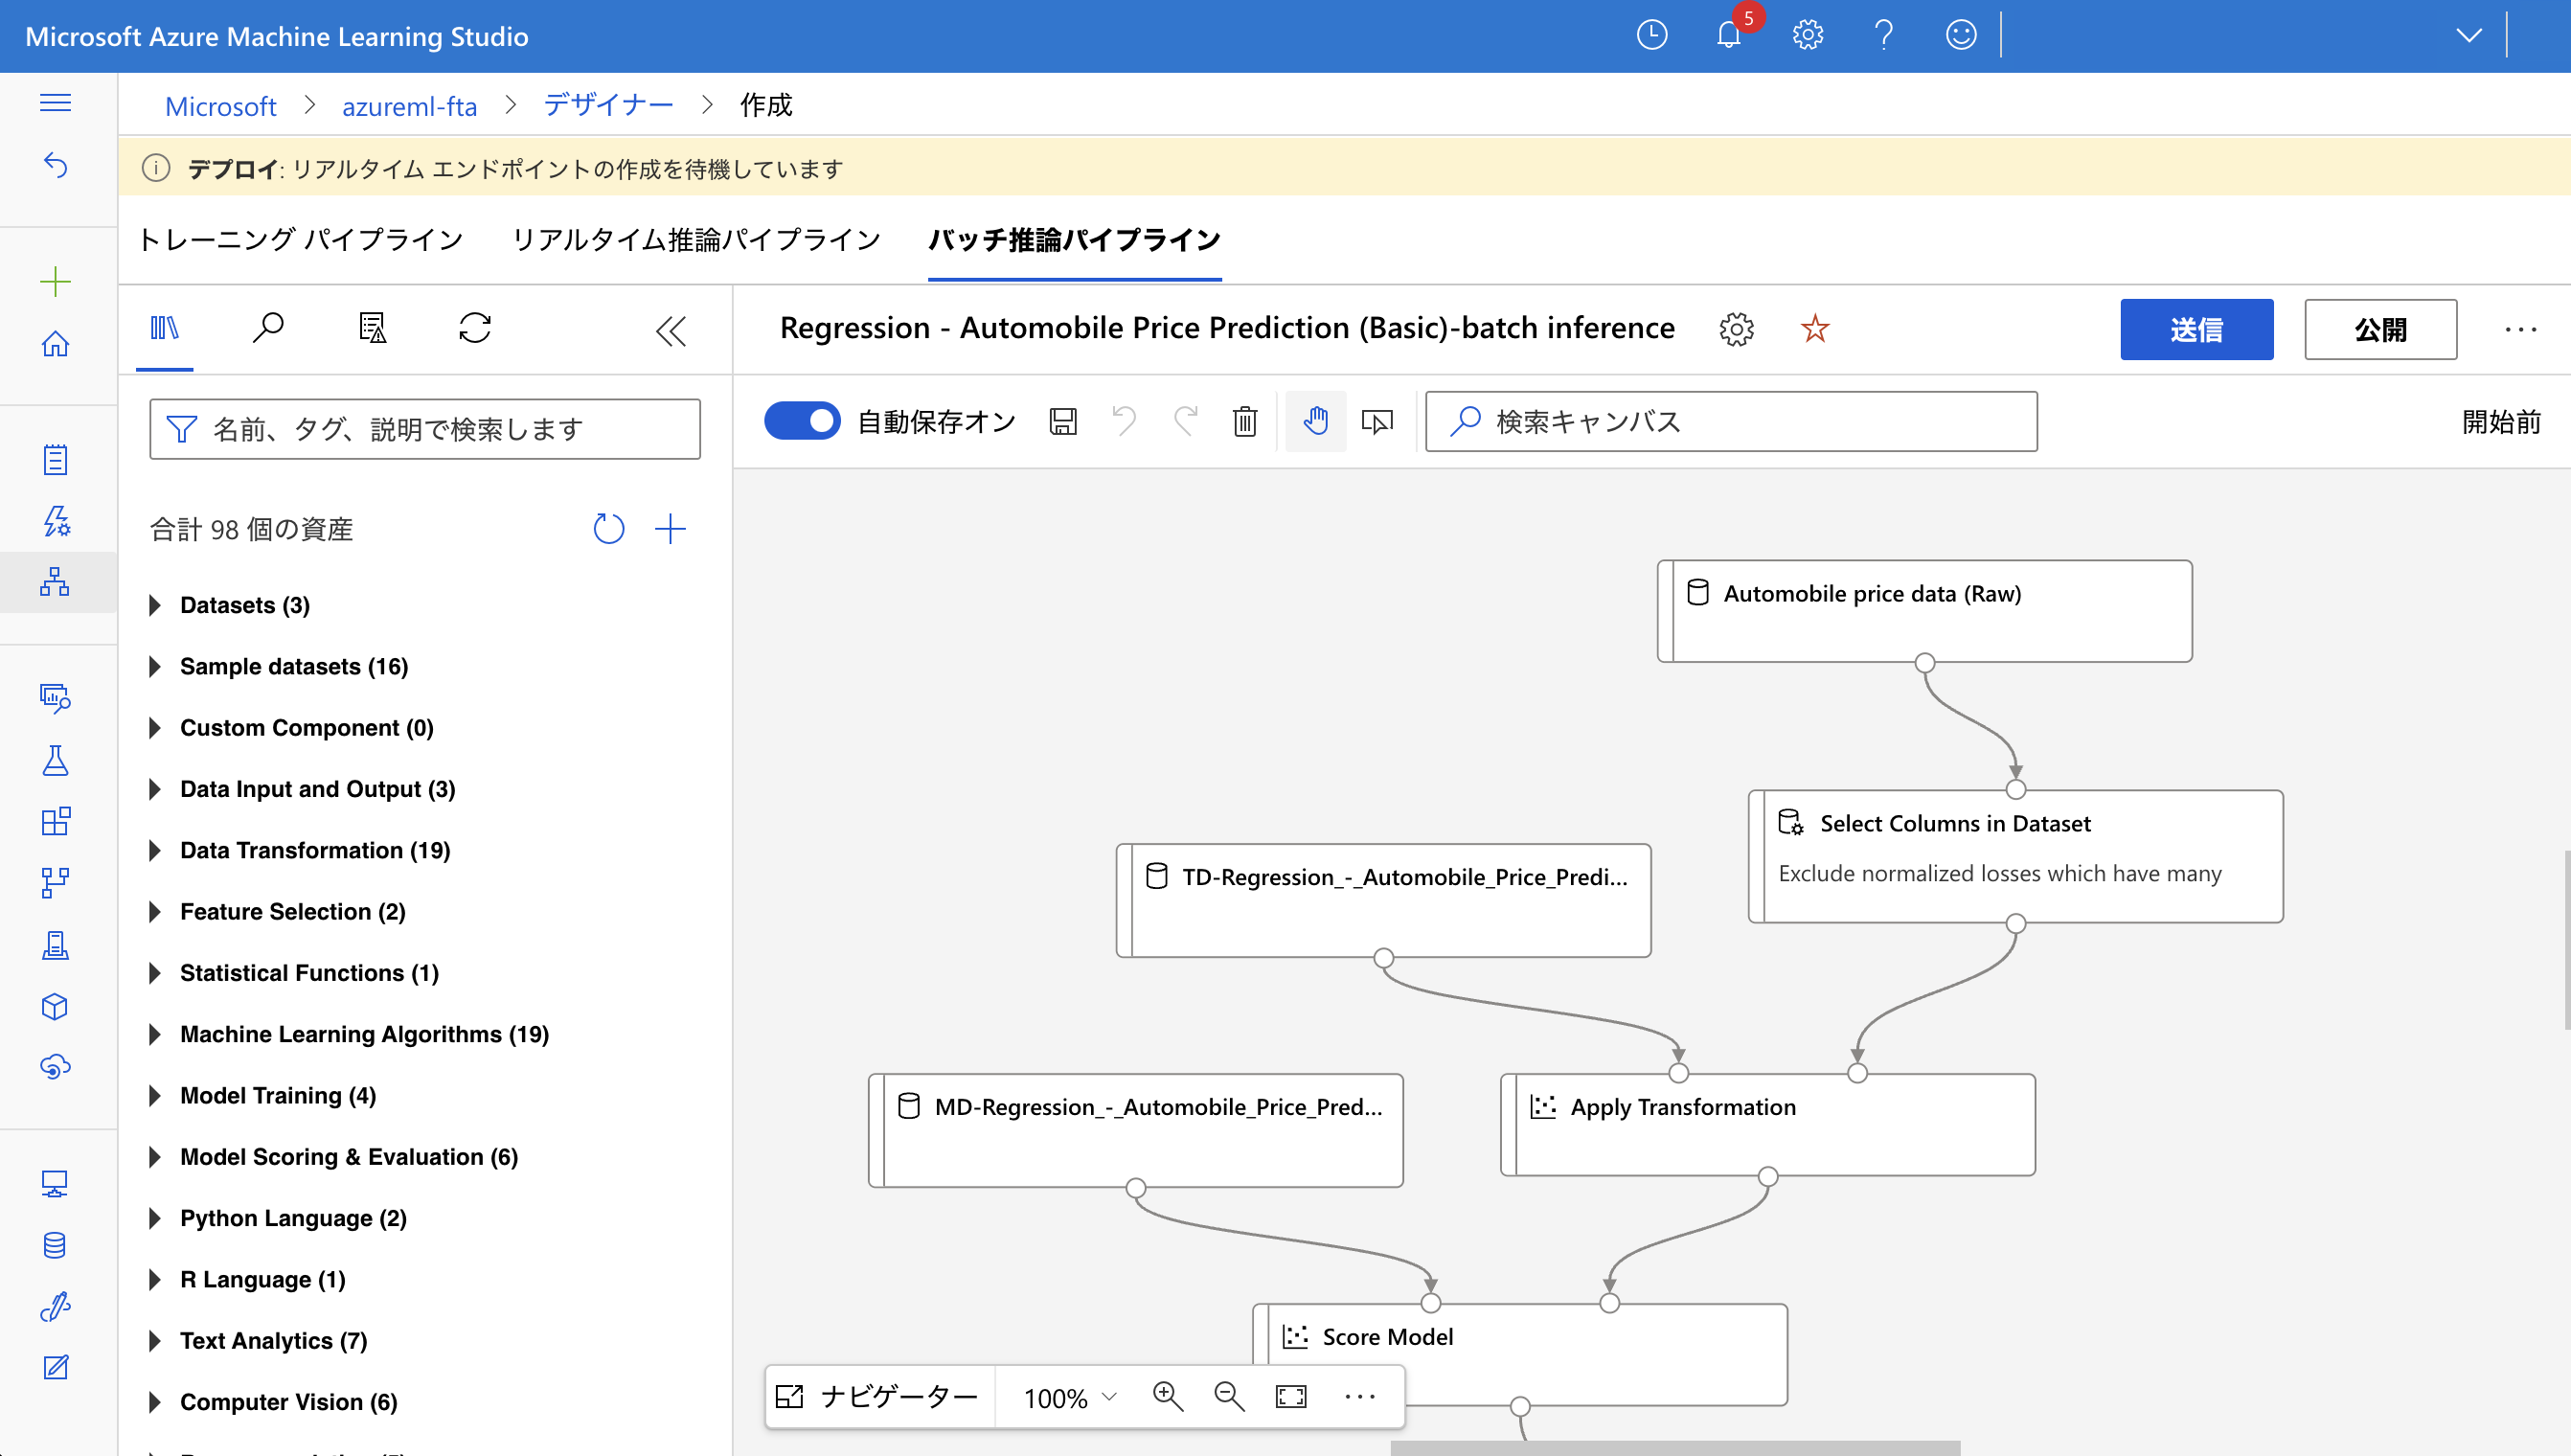 Microsoft Azure Machine Learning Studio
5
Microsoft > azureml-fta > デザイナー > 作成
デプロイ: リアルタイム エンドポイントの作成を待機しています
トレーニング パイプライン リアルタイム推論パイプライン バッチ推論パイプライン
Regression - Automobile Price Prediction (Basic)-batch inference
送信
公開
名前、タグ、説明で検索します
自動保存オン
検索キャンバス
開始前
合計 98 個の資産
Datasets (3)
Sample datasets (16)
Custom Component (0)
Data Input and Output (3)
Data Transformation (19)
Feature Selection (2)
Statistical Functions (1)
Machine Learning Algorithms (19)
Model Training (4)
Model Scoring & Evaluation (6)
Python Language (2)
R Language (1)
Text Analytics (7)
Computer Vision (6)
Automobile price data (Raw)
Select Columns in Dataset
Exclude normalized losses which have many
TD-Regression_-_Automobile_Price_Predi...
MD-Regression_-_Automobile_Price_Pred...
Apply Transformation
Score Model
ナビゲーター
100%